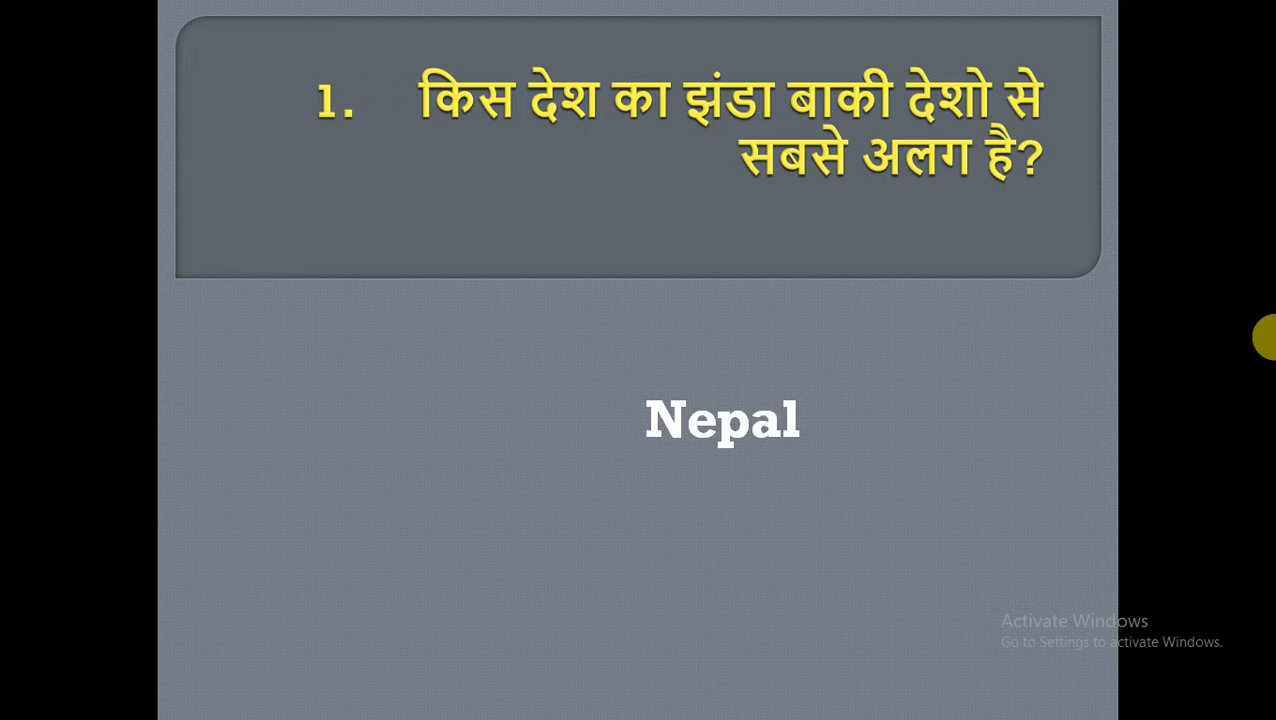 1. किस देश का झंडा बाकी देशो से
सबसे अलग है?
Nepal
Activate Windows
Go to Settings to activate Windows.